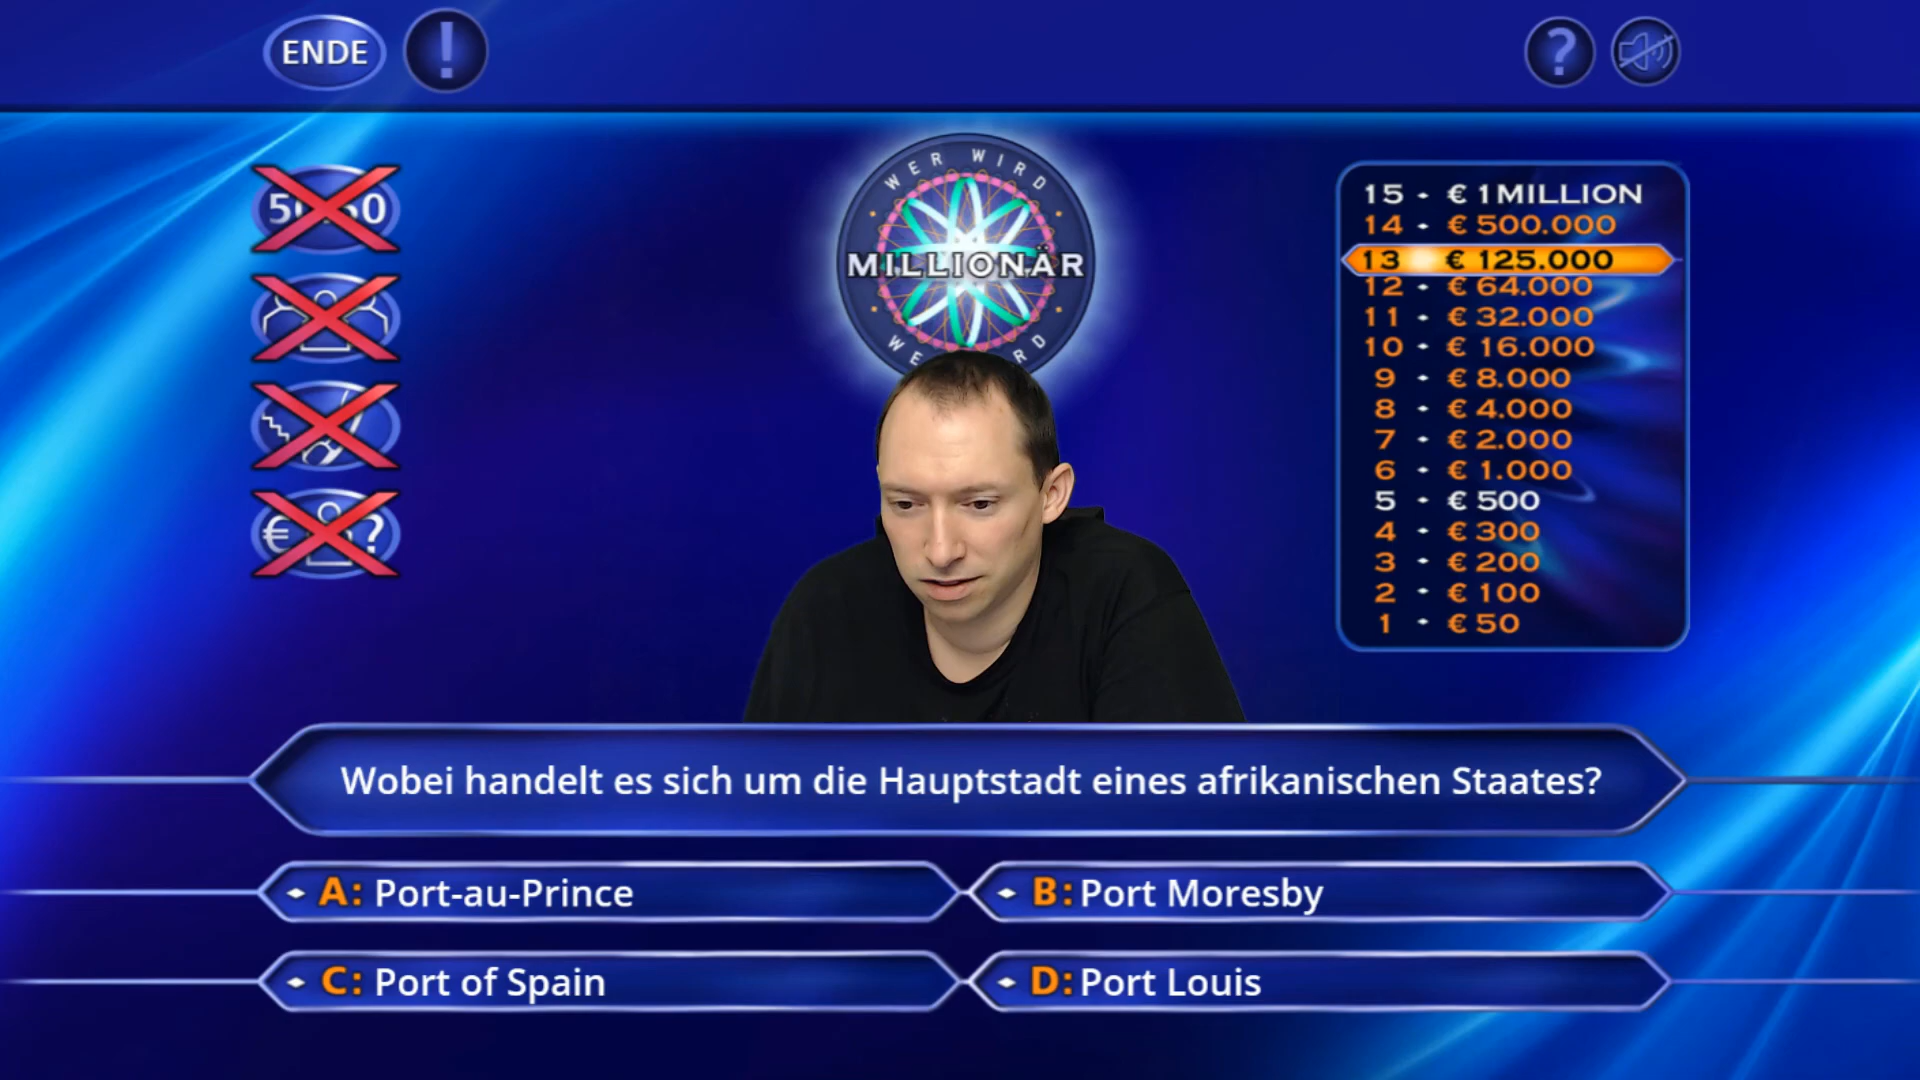 ENDE
!
?
WER WIRD
MILLIONÄR
15 · € 1 MILLION
14 · € 500.000
13 € 125.000
12 · € 64.000
11 · € 32.000
10 · € 16.000
9 · € 8.000
8 · € 4.000
7 · € 2.000
6 · € 1.000
5 · € 500
4 · € 300
3 · € 200
2 · € 100
1 · € 50
€ ?
Wobei handelt es sich um die Hauptstadt eines afrikanischen Staates?
A: Port-au-Prince
B: Port Moresby
C: Port of Spain
D: Port Louis